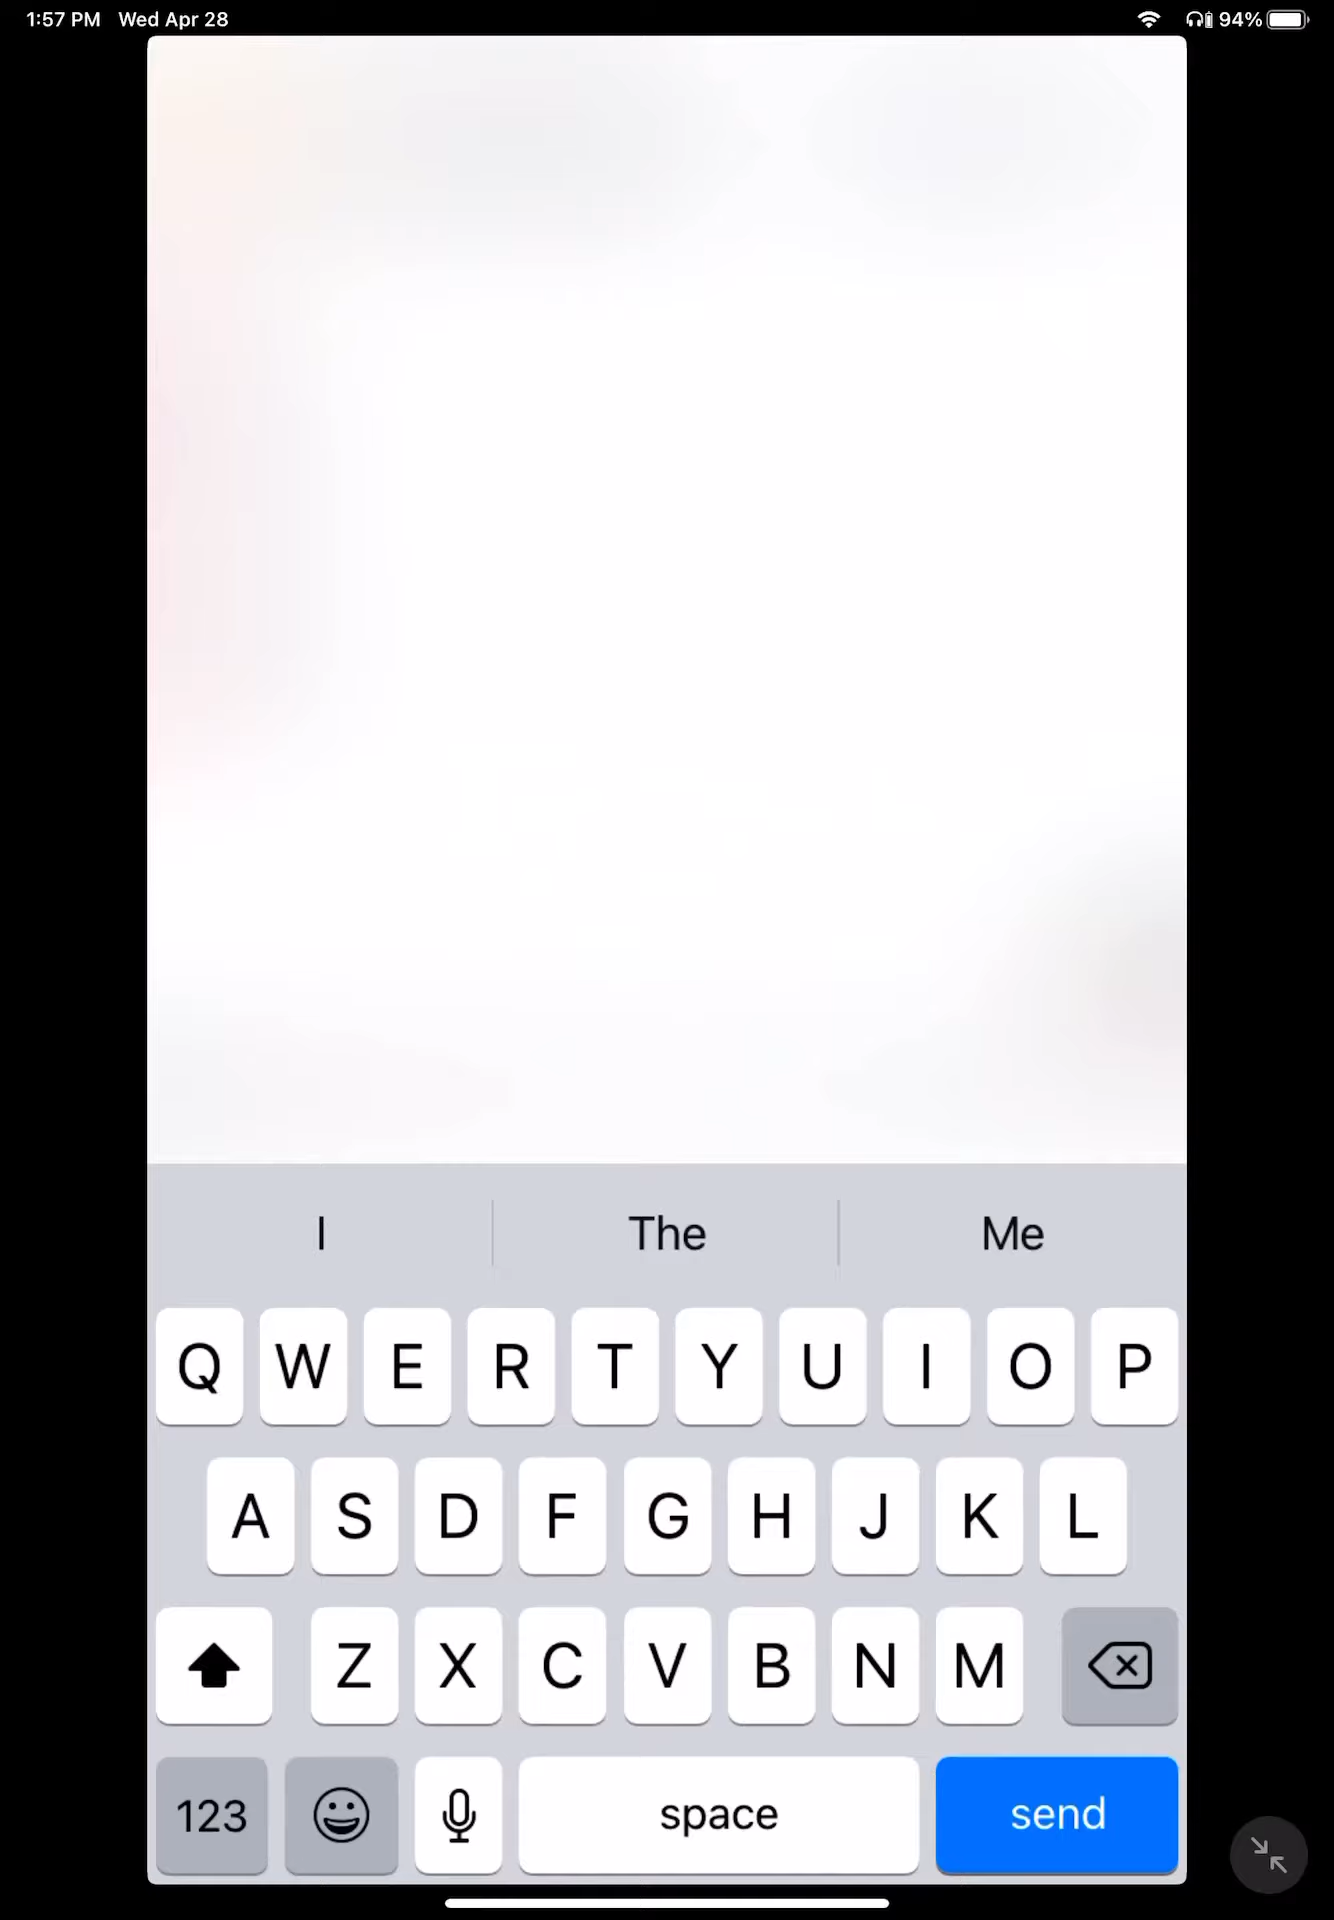 1:57 PM Wed Apr 28 94%
I The Me
Q W E R T Y U I O P
A S D F G H J K L
Z X C V B N M
123 space send